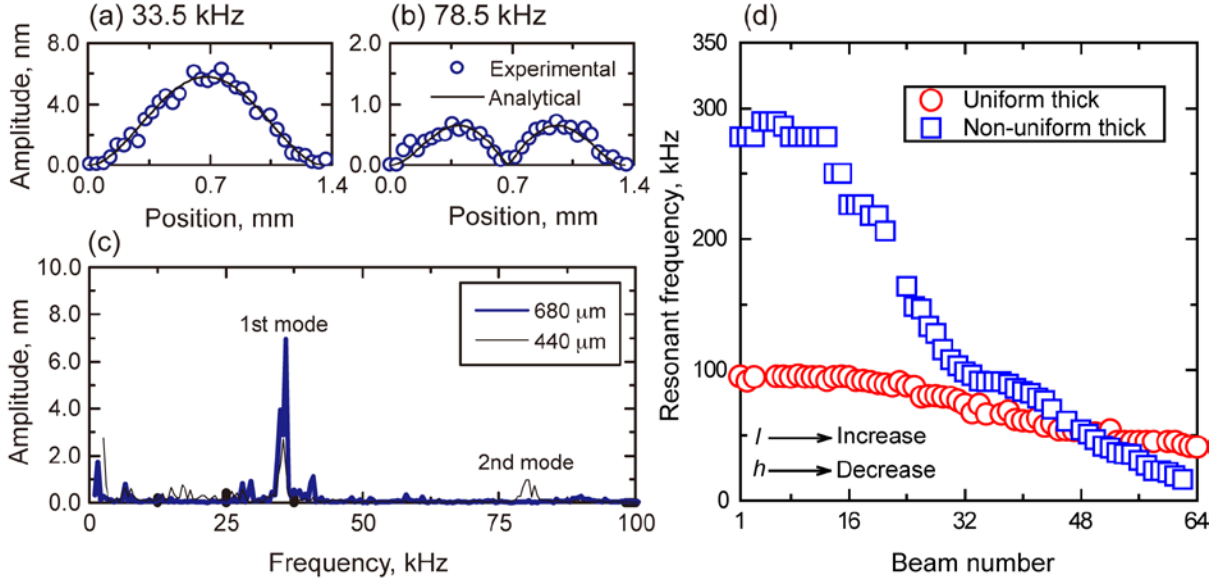 (a) 33.5 kHz
8.0
6.0
4.0
2.0
0.0
Amplitude, nm
0.0 0.7 1.4
Position, mm
(b) 78.5 kHz
2.0
1.0
0.0
Experimental
Analytical
0.0 0.7 1.4
Position, mm
(c)
10.0
8.0
6.0
4.0
2.0
0.0
Amplitude, nm
680 μm
440 μm
1st mode
2nd mode
0 25 50 75 100
Frequency, kHz
(d)
350
300
200
100
0
Resonant frequency, kHz
Uniform thick
Non-uniform thick
l Increase
h Decrease
1 16 32 48 64
Beam number